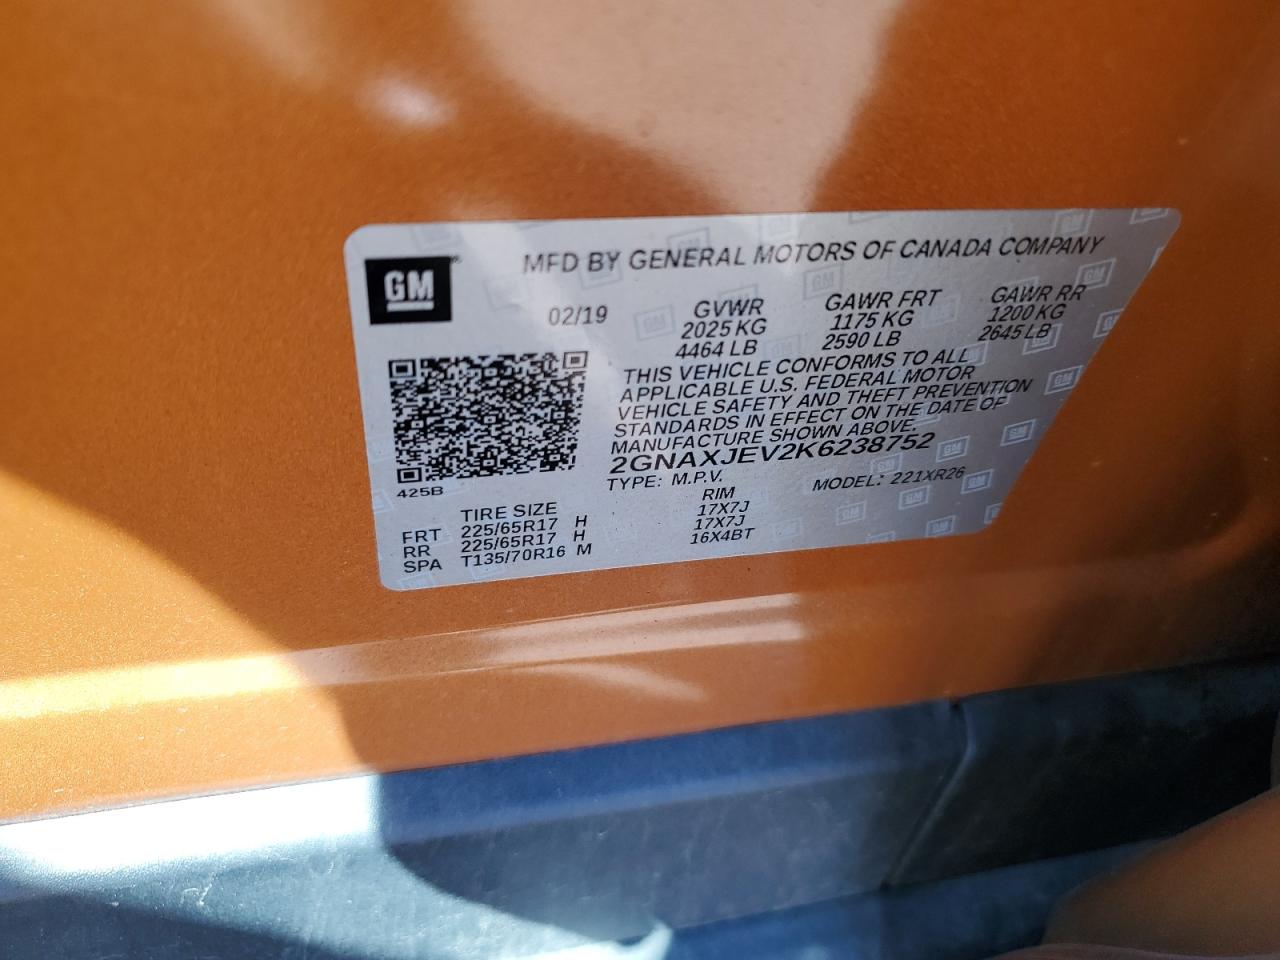 GM
MFD BY GENERAL MOTORS OF CANADA COMPANY
02/19 GVWR GAWR FRT GAWR RR
2025 KG 1175 KG 1200 KG
4464 LB 2590 LB 2645 LB
THIS VEHICLE CONFORMS TO ALL
APPLICABLE U.S. FEDERAL MOTOR
VEHICLE SAFETY AND THEFT PREVENTION
STANDARDS IN EFFECT ON THE DATE OF
MANUFACTURE SHOWN ABOVE.
2GNAXJEV2K6238752
TYPE: M.P.V. MODEL: 221XR26
425B
TIRE SIZE RIM
FRT 225/65R17 H 17X7J
RR 225/65R17 H 17X7J
SPA T135/70R16 M 16X4BT